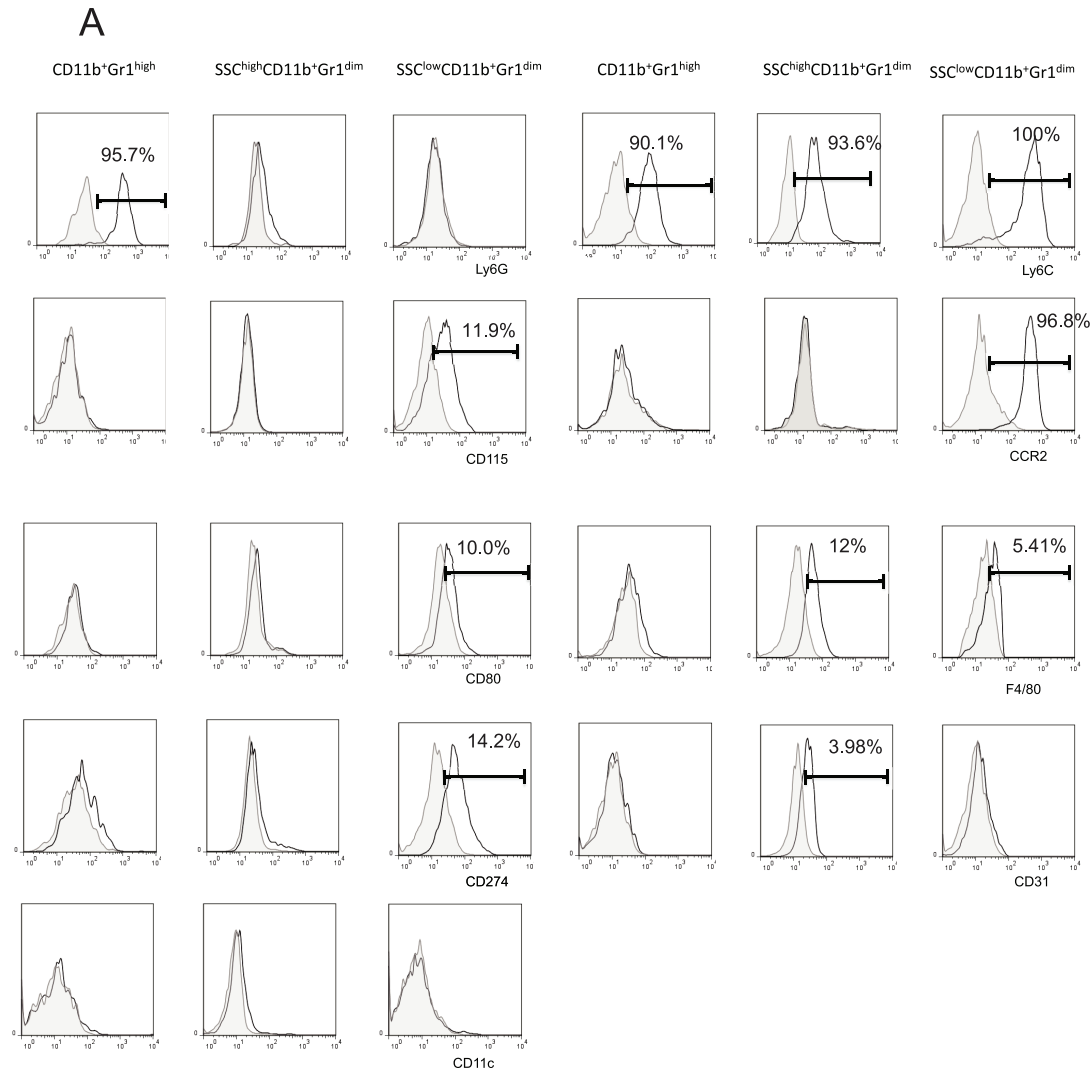 A
CD11b⁺Gr1ʰⁱᵍʰ SSCʰⁱᵍʰCD11b⁺Gr1ᵈⁱᵐ SSCˡᵒʷCD11b⁺Gr1ᵈⁱᵐ CD11b⁺Gr1ʰⁱᵍʰ SSCʰⁱᵍʰCD11b⁺Gr1ᵈⁱᵐ SSCˡᵒʷCD11b⁺Gr1ᵈⁱᵐ
95.7% 90.1% 93.6% 100%
Ly6G Ly6C
11.9% 96.8%
CD115 CCR2
10.0% 12% 5.41%
CD80 F4/80
14.2% 3.98%
CD274 CD31
CD11c